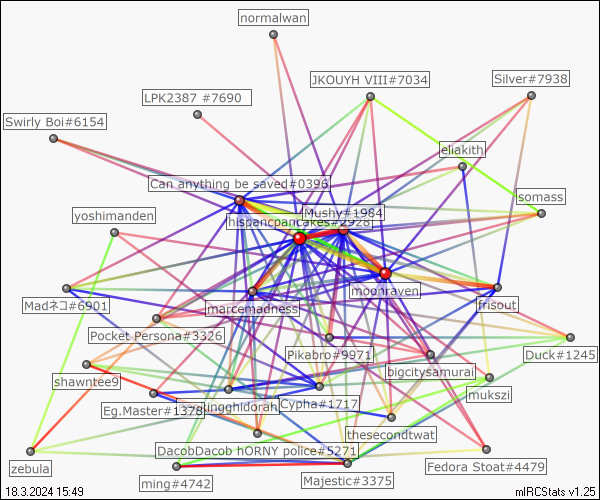 normalwan
JKOUYH VIII#7034
Silver#7938
LPK2387 #7690
Swirly Boi#6154
eliakith
Can anything be saved#0396
somass
yoshimanden
Mushy#1984
hispancpancakes#2928
moonraven
Madネコ#6901
marcemadness
frisout
Pocket Persona#3326
Pikabro#9971
Duck#1245
bigcitysamurai
shawntee9
mukszi
Eg.Master#1378
kingghidorah
Cypha#1717
thesecondtwat
DacobDacob hORNY police#5271
zebula
Fedora Stoat#4479
ming#4742
Majestic#3375
18.3.2024 15:49
mIRCStats v1.25